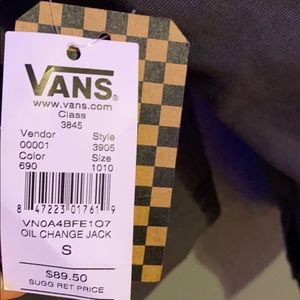 VANS®
www.vans.com
Class
3845
Vendor Style
00001 3905
Color Size
690 1010
8 47223 01761 9
VN0A4BFE1O7
OIL CHANGE JACK
S
$89.50
SUGG RET PRICE